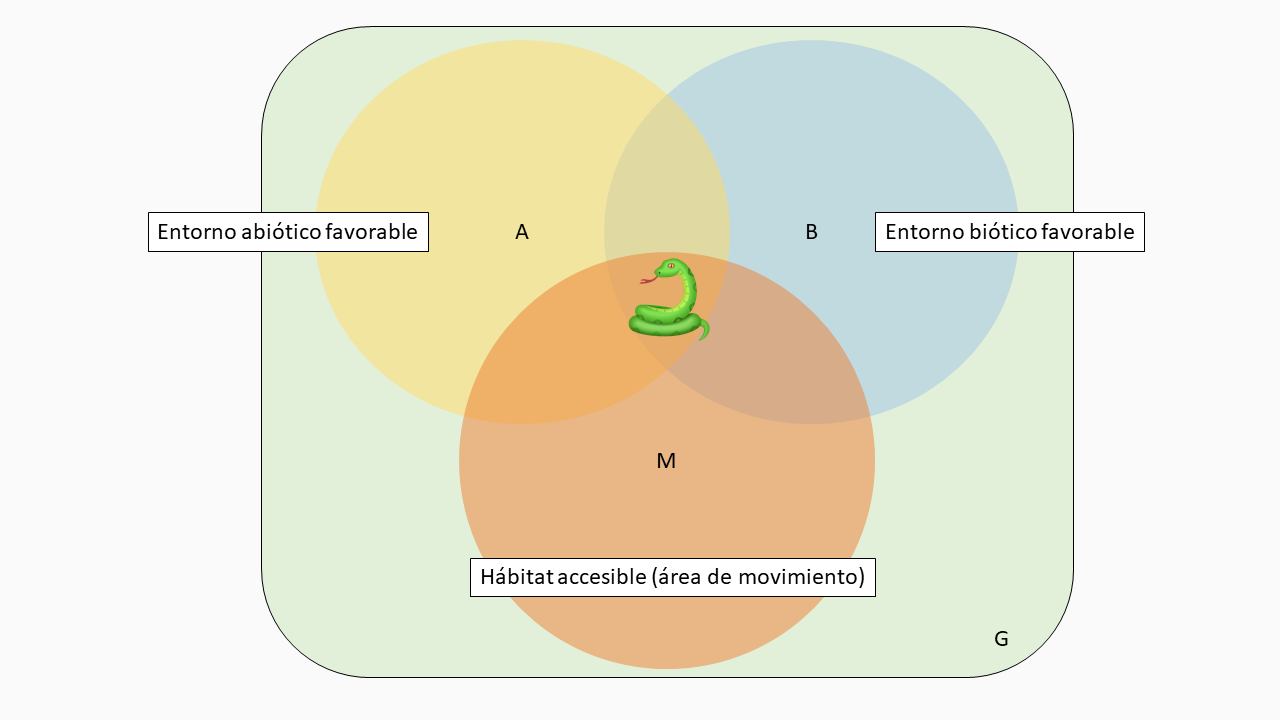 Entorno abiótico favorable
A
B
Entorno biótico favorable
M
Hábitat accesible (área de movimiento)
G